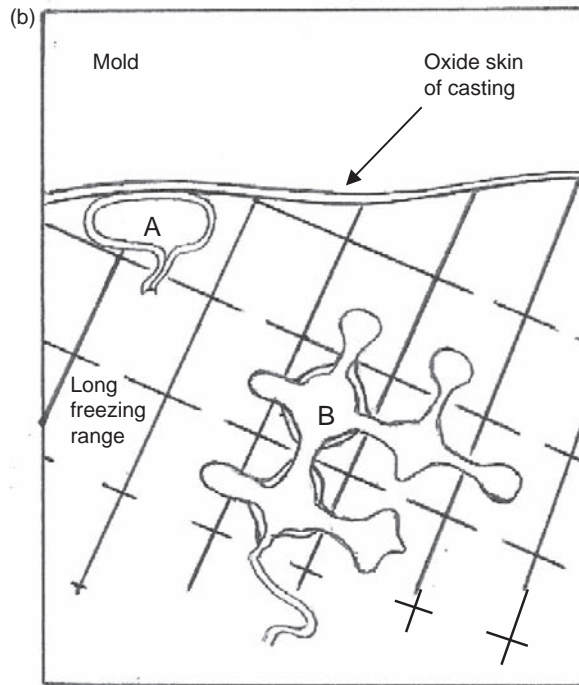 (b)
Mold
Oxide skin
of casting
A
Long
freezing
range
B